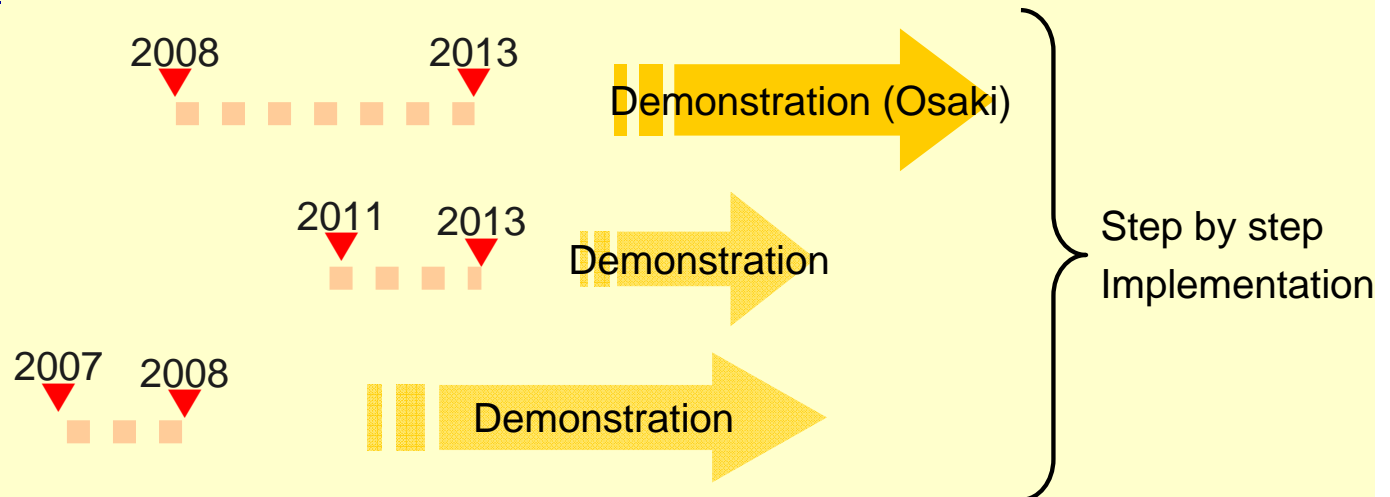 2008
2013
Demonstration (Osaki)
2011
2013
Demonstration
Step by step
Implementation
2007
2008
Demonstration